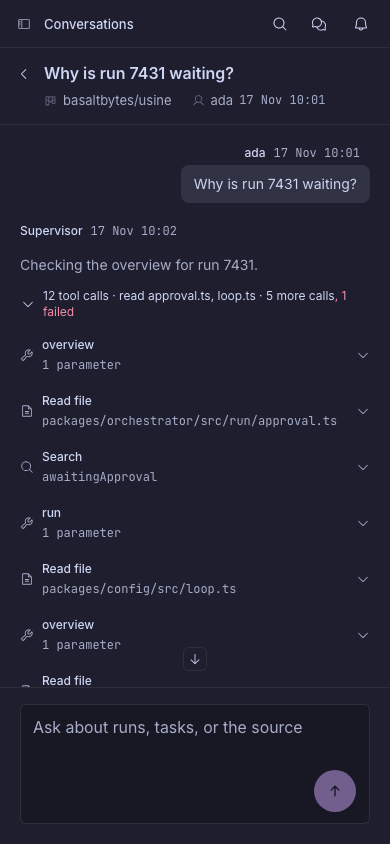 Conversations
Why is run 7431 waiting?
basaltbytes/usine ada 17 Nov 10:01
ada 17 Nov 10:01
Why is run 7431 waiting?
Supervisor 17 Nov 10:02
Checking the overview for run 7431.
12 tool calls · read approval.ts, loop.ts · 5 more calls, 1
failed
overview
1 parameter
Read file
packages/orchestrator/src/run/approval.ts
Search
awaitingApproval
run
1 parameter
Read file
packages/config/src/loop.ts
overview
1 parameter
Read file
Ask about runs, tasks, or the source